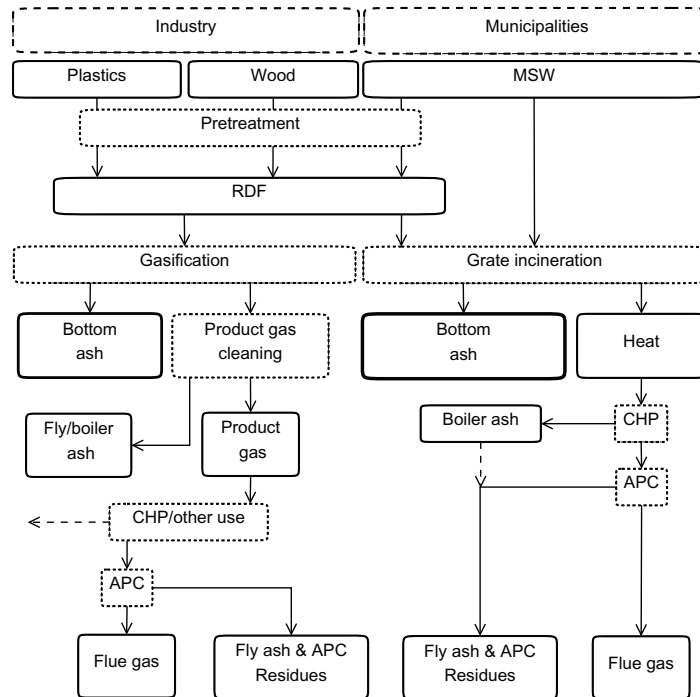 Industry
Municipalities
Plastics
Wood
MSW
Pretreatment
RDF
Gasification
Grate incineration
Bottom
ash
Product gas
cleaning
Bottom
ash
Heat
Fly/boiler
ash
Product
gas
Boiler ash
CHP
APC
CHP/other use
APC
Flue gas
Fly ash & APC
Residues
Fly ash & APC
Residues
Flue gas